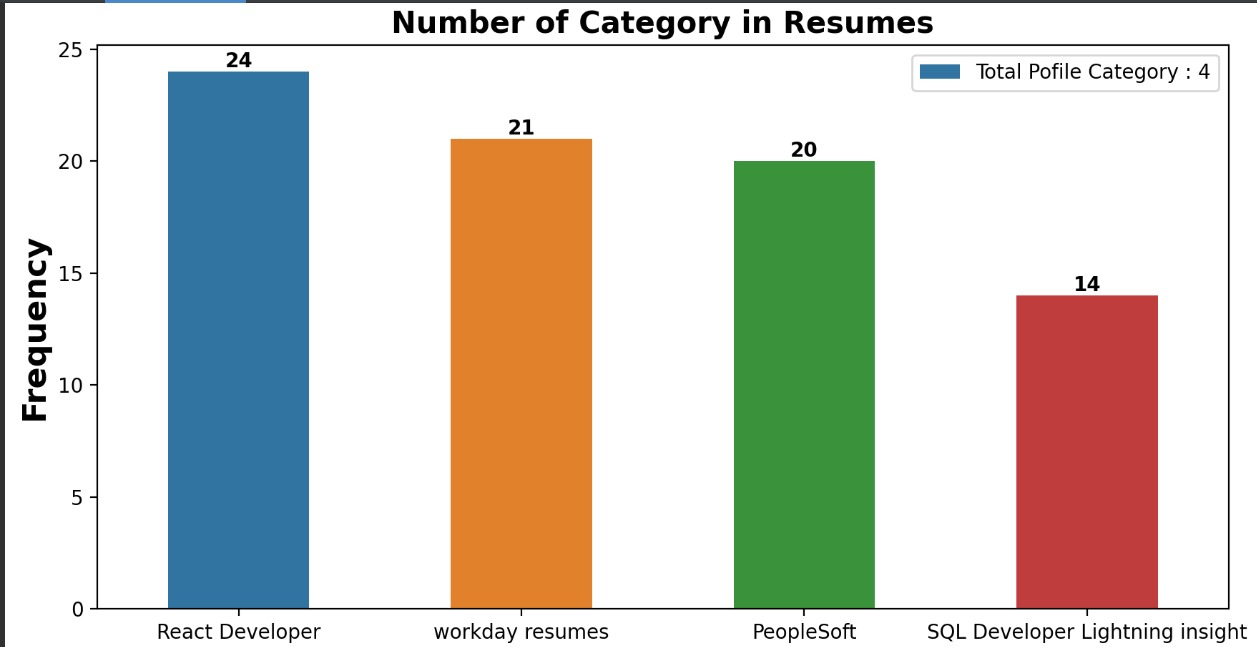 Number of Category in Resumes
25
24
Total Pofile Category : 4
21
20
20
15
14
Frequency
10
5
0
React Developer
workday resumes
PeopleSoft
SQL Developer Lightning insight